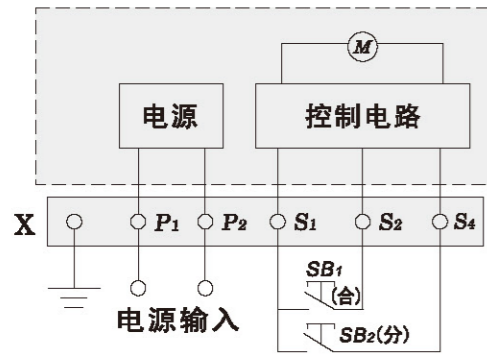 M
电源
控制电路
X P₁ P₂ S₁ S₂ S₄
SB₁
(合)
电源输入
SB₂(分)